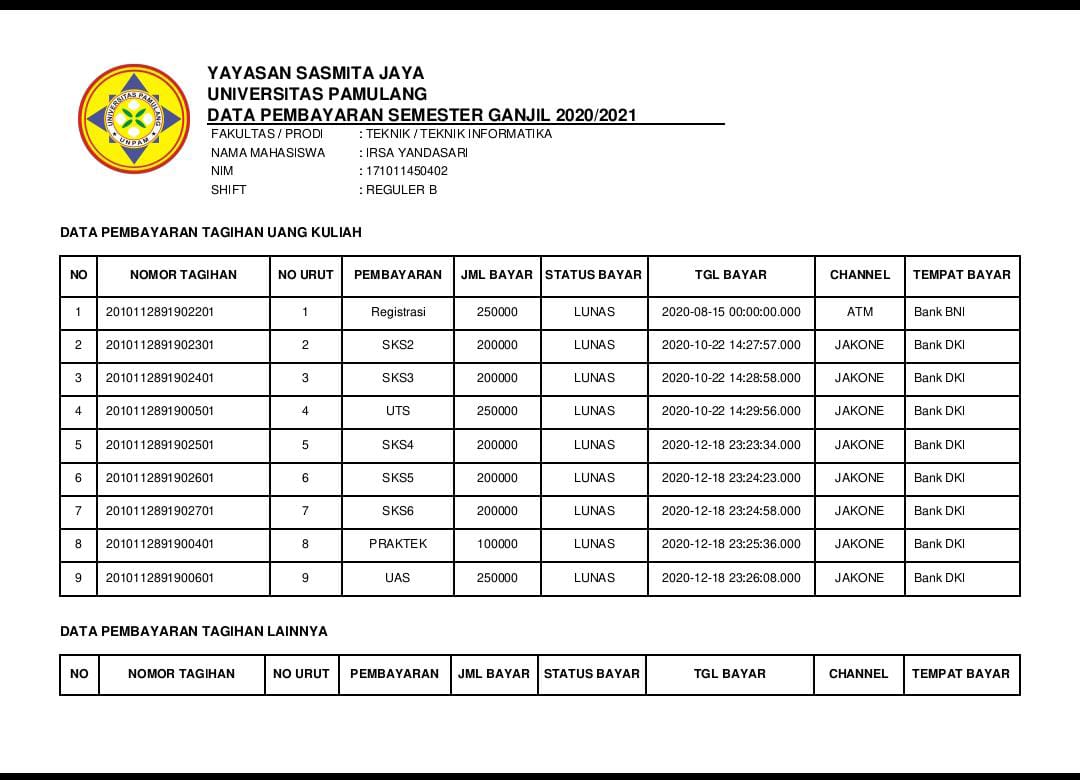 YAYASAN SASMITA JAYA
UNIVERSITAS PAMULANG
DATA PEMBAYARAN SEMESTER GANJIL 2020/2021
FAKULTAS / PRODI : TEKNIK / TEKNIK INFORMATIKA
NAMA MAHASISWA : IRSA YANDASARI
NIM : 171011450402
SHIFT : REGULER B
UNIVERSITAS PAMULANG
UNPAM
DATA PEMBAYARAN TAGIHAN UANG KULIAH
NO NOMOR TAGIHAN NO URUT PEMBAYARAN JML BAYAR STATUS BAYAR TGL BAYAR CHANNEL TEMPAT BAYAR
1 2010112891902201 1 Registrasi 250000 LUNAS 2020-08-15 00:00:00.000 ATM Bank BNI
2 2010112891902301 2 SKS2 200000 LUNAS 2020-10-22 14:27:57.000 JAKONE Bank DKI
3 2010112891902401 3 SKS3 200000 LUNAS 2020-10-22 14:28:58.000 JAKONE Bank DKI
4 2010112891900501 4 UTS 250000 LUNAS 2020-10-22 14:29:56.000 JAKONE Bank DKI
5 2010112891902501 5 SKS4 200000 LUNAS 2020-12-18 23:23:34.000 JAKONE Bank DKI
6 2010112891902601 6 SKS5 200000 LUNAS 2020-12-18 23:24:23.000 JAKONE Bank DKI
7 2010112891902701 7 SKS6 200000 LUNAS 2020-12-18 23:24:58.000 JAKONE Bank DKI
8 2010112891900401 8 PRAKTEK 100000 LUNAS 2020-12-18 23:25:36.000 JAKONE Bank DKI
9 2010112891900601 9 UAS 250000 LUNAS 2020-12-18 23:26:08.000 JAKONE Bank DKI
DATA PEMBAYARAN TAGIHAN LAINNYA
NO NOMOR TAGIHAN NO URUT PEMBAYARAN JML BAYAR STATUS BAYAR TGL BAYAR CHANNEL TEMPAT BAYAR